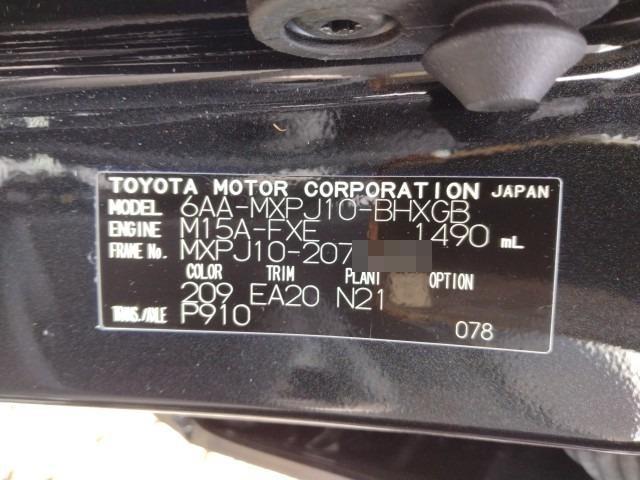 TOYOTA MOTOR CORPORATION JAPAN
MODEL 6AA-MXPJ10-BHXGB
ENGINE M15A-FXE 1490 mL
FRAME No. MXPJ10-207
COLOR TRIM PLANT OPTION
209 EA20 N21
TRANS./AXLE P910
078